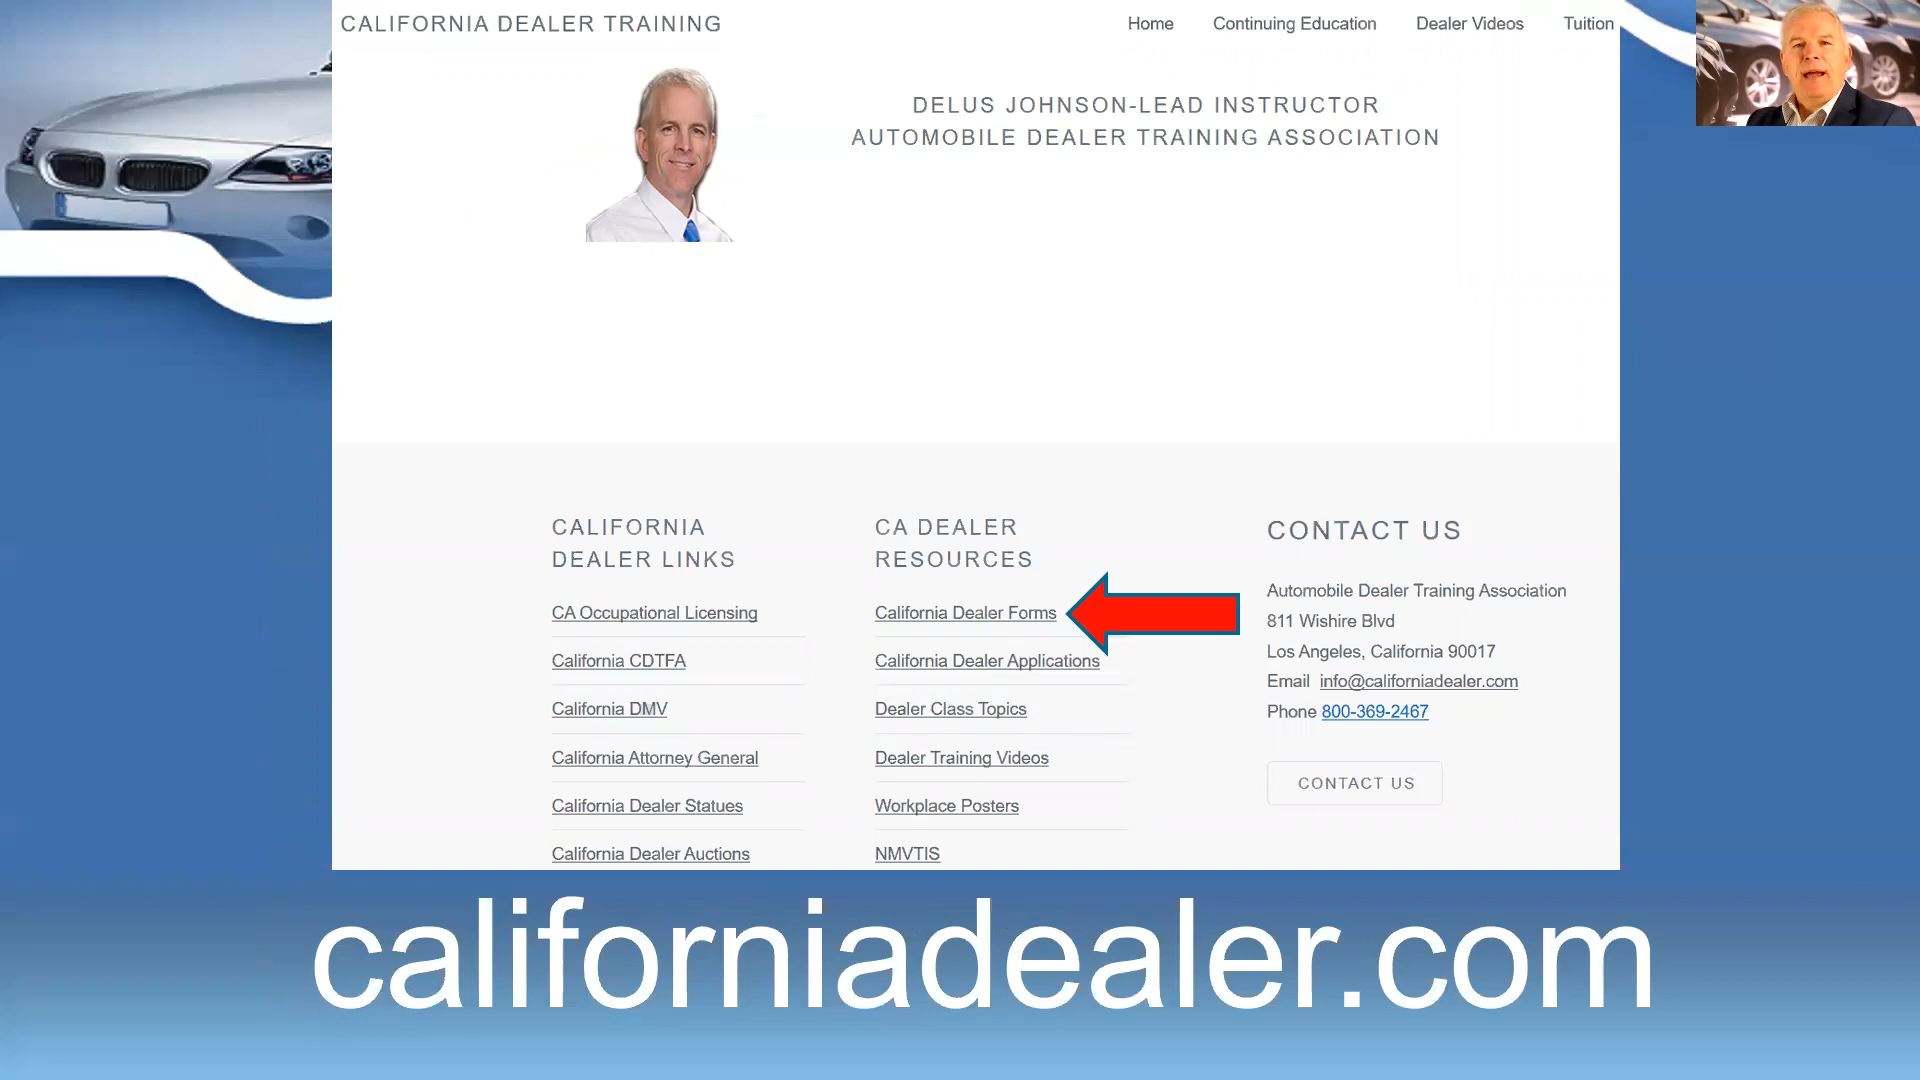 CALIFORNIA DEALER TRAINING
Home Continuing Education Dealer Videos Tuition
DELUS JOHNSON-LEAD INSTRUCTOR
AUTOMOBILE DEALER TRAINING ASSOCIATION
CALIFORNIA
DEALER LINKS
CA Occupational Licensing
California CDTFA
California DMV
California Attorney General
California Dealer Statues
California Dealer Auctions
CA DEALER
RESOURCES
California Dealer Forms
California Dealer Applications
Dealer Class Topics
Dealer Training Videos
Workplace Posters
NMVTIS
CONTACT US
Automobile Dealer Training Association
811 Wishire Blvd
Los Angeles, California 90017
Email info@californiadealer.com
Phone 800-369-2467
CONTACT US
californiadealer.com